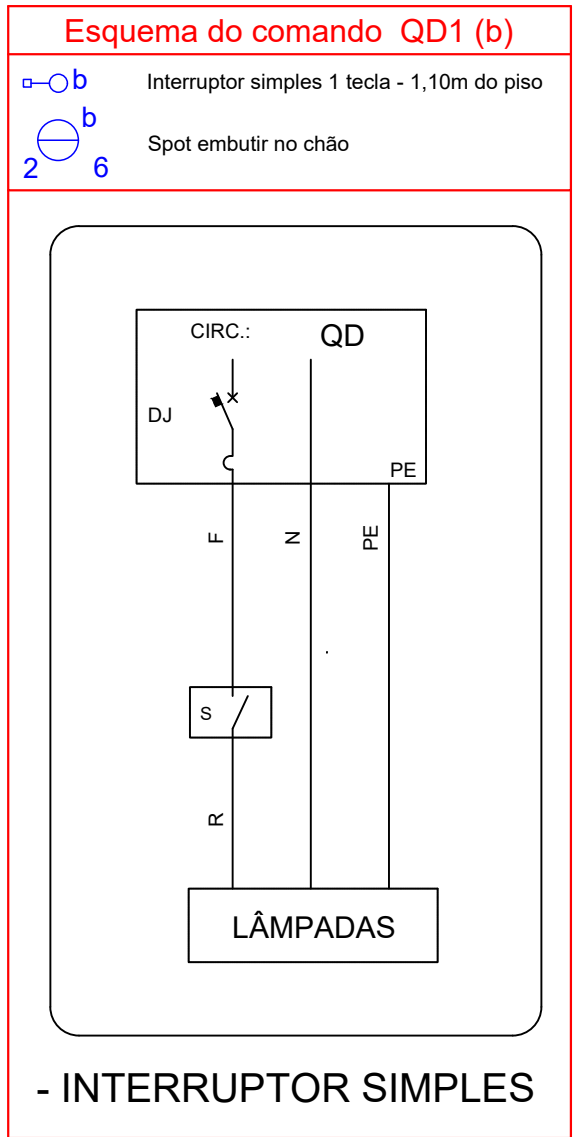 Esquema do comando QD1 (b)
b
Interruptor simples 1 tecla - 1,10m do piso
b
2 6
Spot embutir no chão
CIRC.: QD
DJ
PE
F N PE
S
R
LÂMPADAS
- INTERRUPTOR SIMPLES